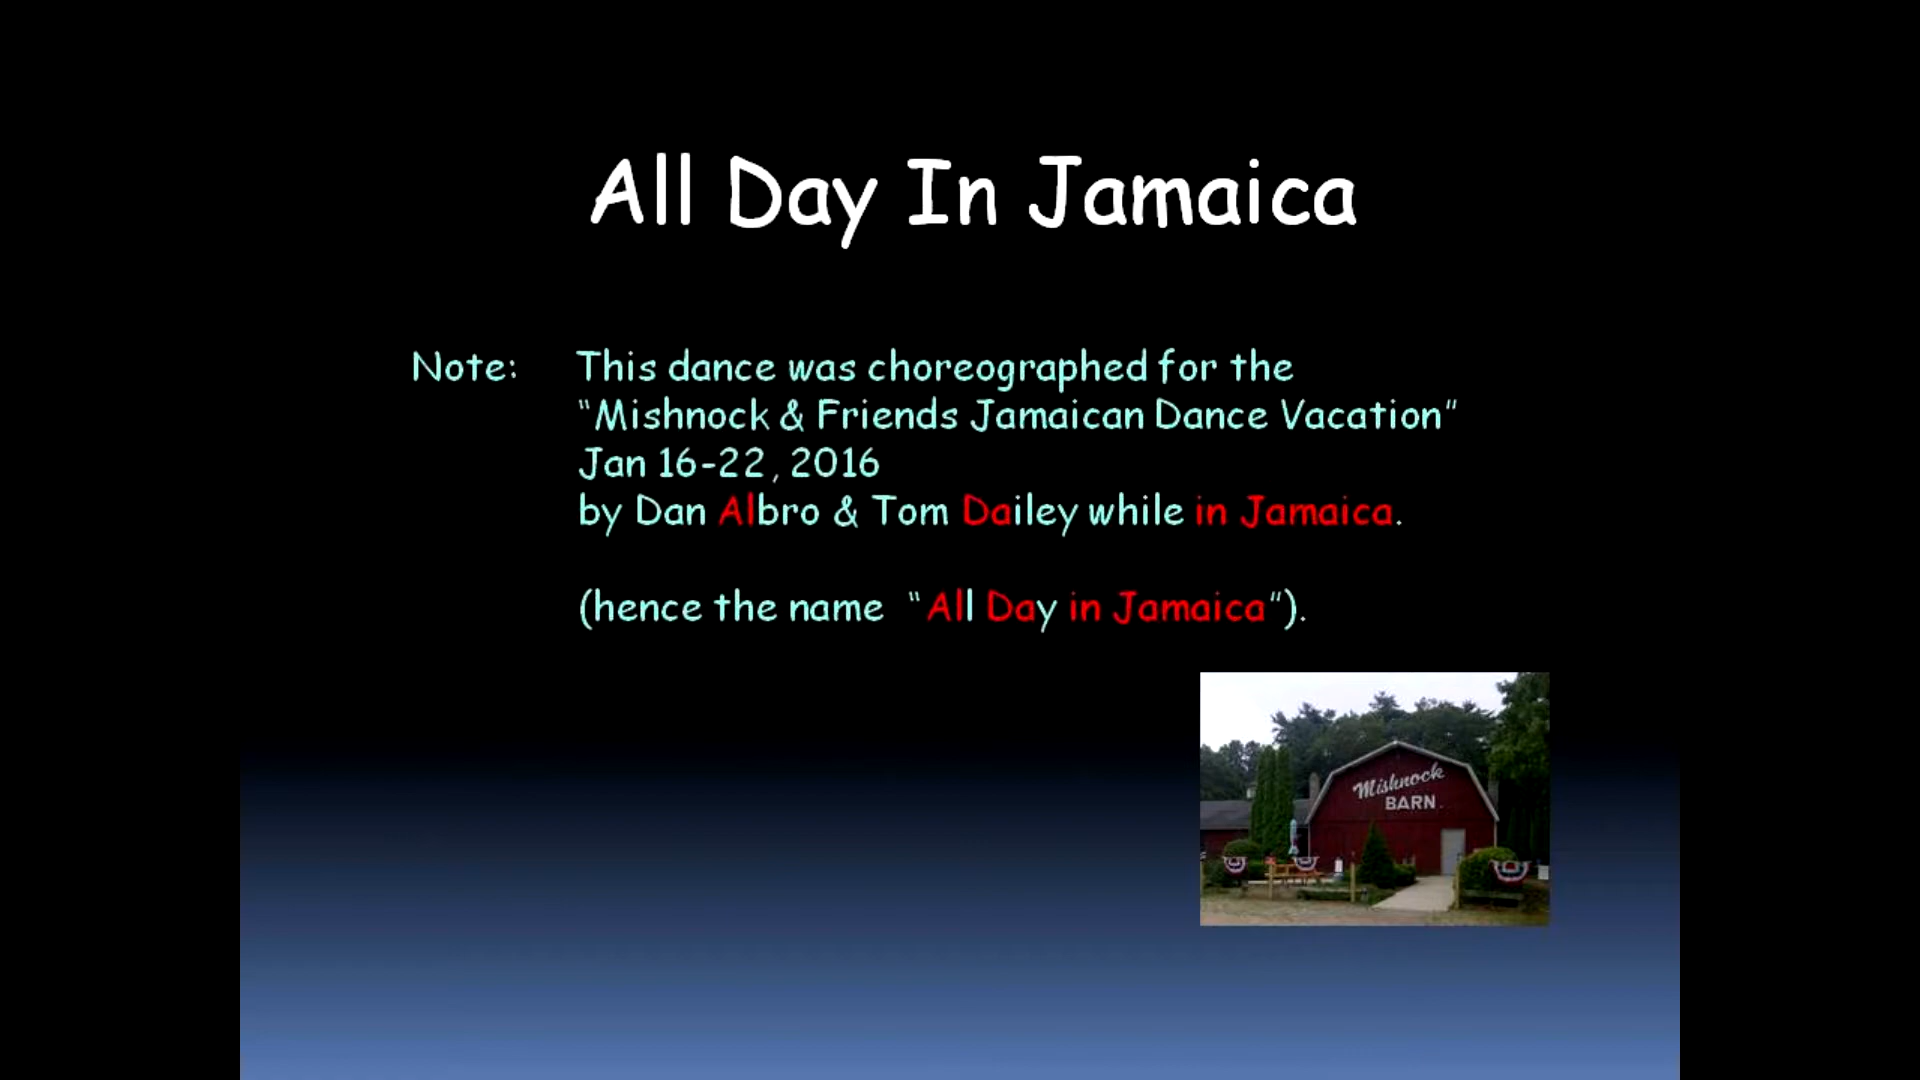 All Day In Jamaica
Note: This dance was choreographed for the
"Mishnock & Friends Jamaican Dance Vacation"
Jan 16-22, 2016
by Dan Albro & Tom Dailey while in Jamaica.
(hence the name "All Day in Jamaica").
Mishnock
BARN